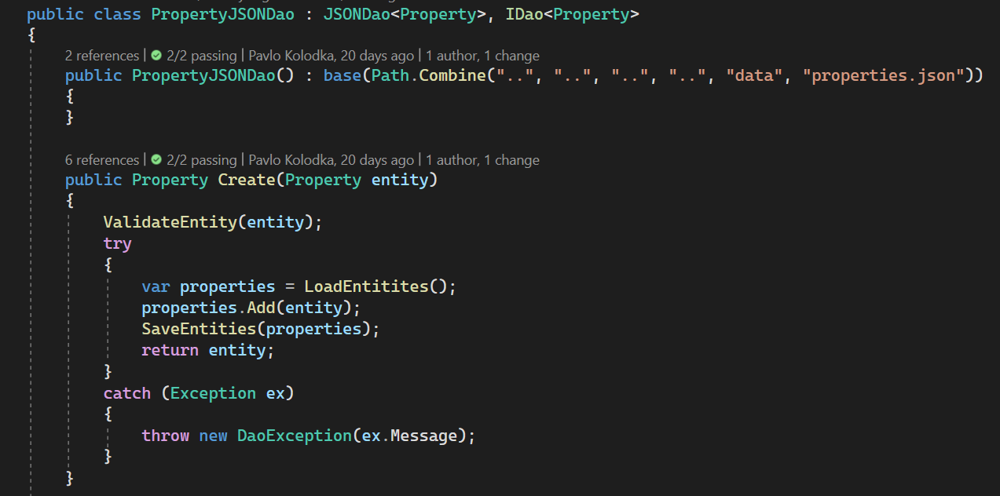 public class PropertyJSONDao : JSONDao<Property>, IDao<Property>
{
2 references | 2/2 passing | Pavlo Kolodka, 20 days ago | 1 author, 1 change
public PropertyJSONDao() : base(Path.Combine("..", "..", "..", "..", "data", "properties.json"))
{
}
6 references | 2/2 passing | Pavlo Kolodka, 20 days ago | 1 author, 1 change
public Property Create(Property entity)
{
ValidateEntity(entity);
try
{
var properties = LoadEntitites();
properties.Add(entity);
SaveEntities(properties);
return entity;
}
catch (Exception ex)
{
throw new DaoException(ex.Message);
}
}